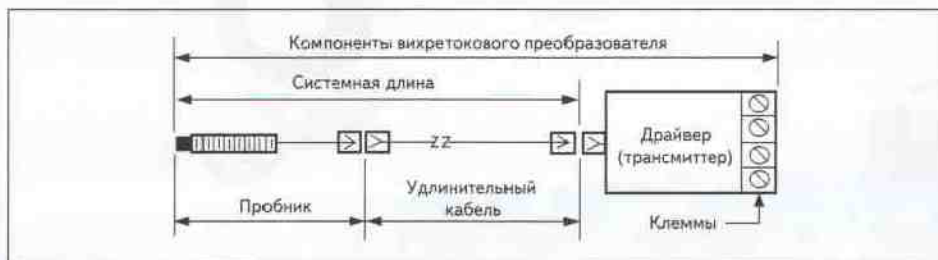 Компоненты вихретокового преобразователя
Системная длина
Драйвер
(трансмиттер)
Пробник
Удлинительный
кабель
Клеммы